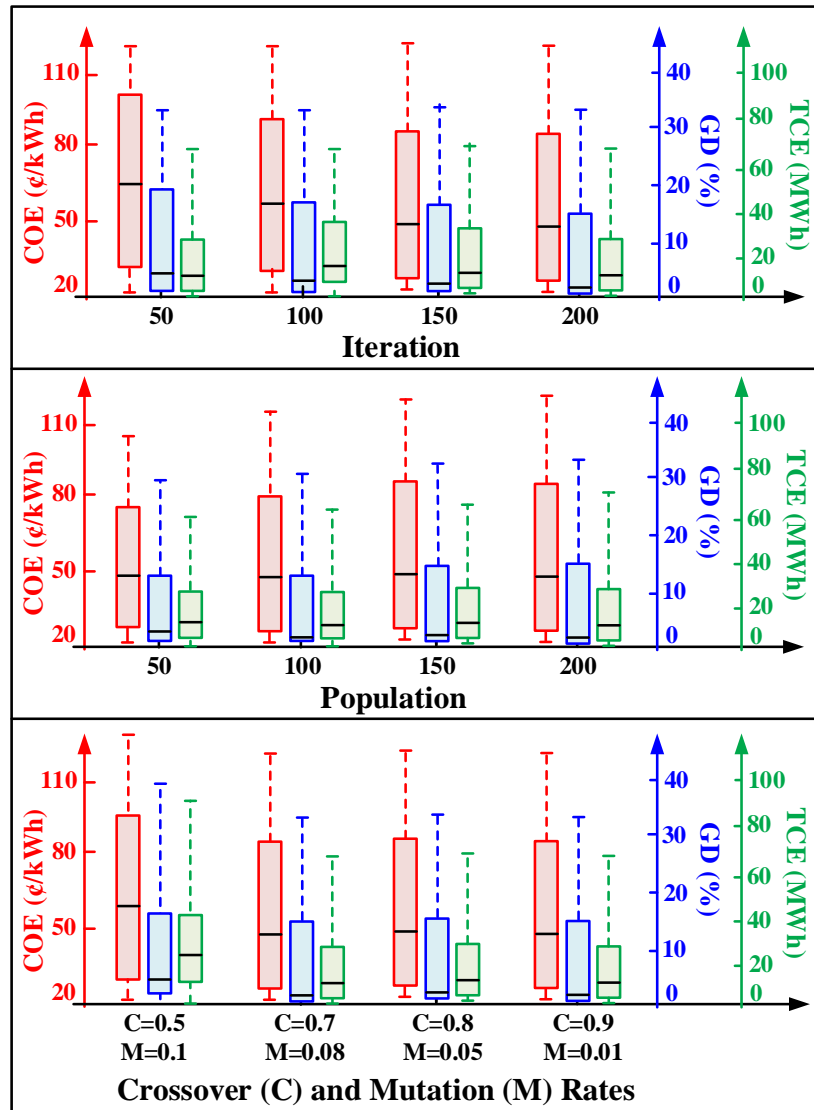 110
80
50
20
COE (¢/kWh)
40
30
20
10
0
GD (%)
100
80
60
40
20
0
TCE (MWh)
50 100 150 200
Iteration
110
80
50
20
COE (¢/kWh)
40
30
20
10
0
GD (%)
100
80
60
40
20
0
TCE (MWh)
50 100 150 200
Population
110
80
50
20
COE (¢/kWh)
40
30
20
10
0
GD (%)
100
80
60
40
20
0
TCE (MWh)
C=0.5 C=0.7 C=0.8 C=0.9
M=0.1 M=0.08 M=0.05 M=0.01
Crossover (C) and Mutation (M) Rates